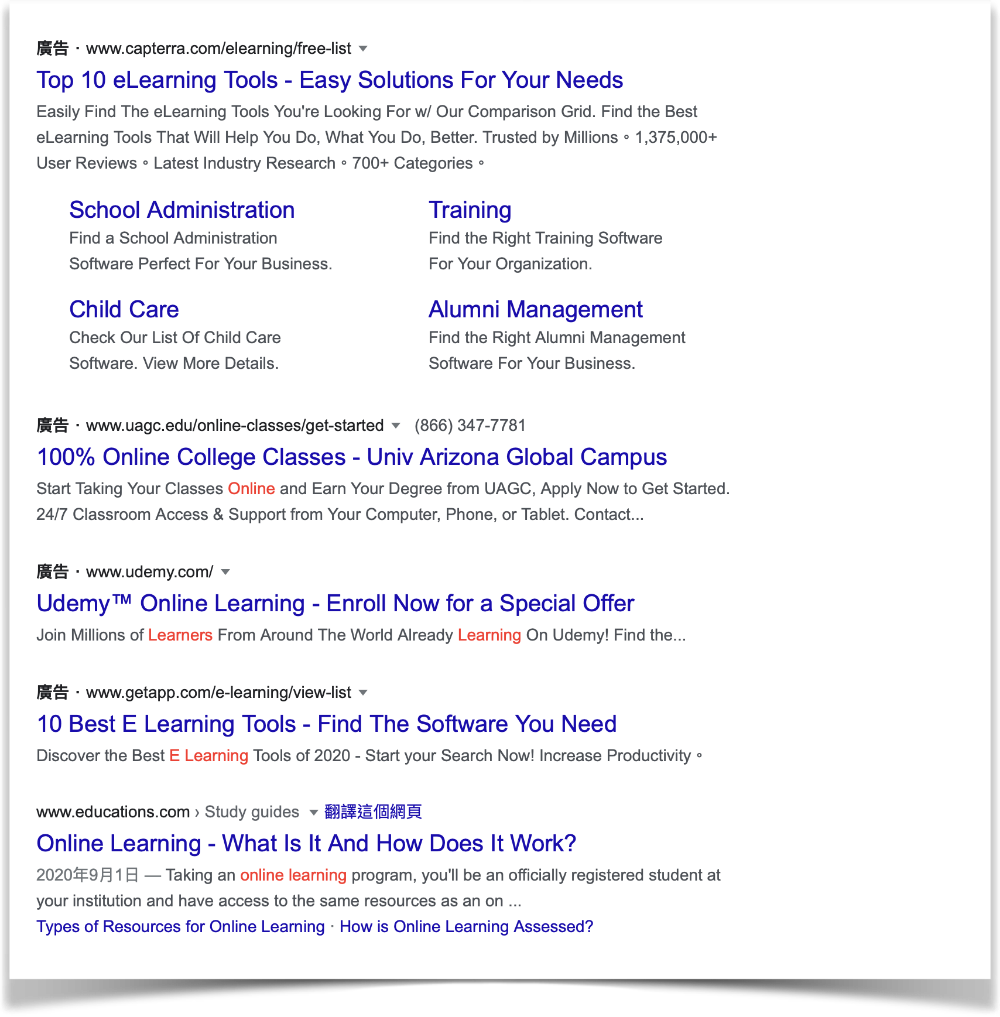 廣告 · www.capterra.com/elearning/free-list
Top 10 eLearning Tools - Easy Solutions For Your Needs
Easily Find The eLearning Tools You're Looking For w/ Our Comparison Grid. Find the Best
eLearning Tools That Will Help You Do, What You Do, Better. Trusted by Millions。1,375,000+
User Reviews。Latest Industry Research。700+ Categories。
School Administration
Find a School Administration
Software Perfect For Your Business.
Training
Find the Right Training Software
For Your Organization.
Child Care
Check Our List Of Child Care
Software. View More Details.
Alumni Management
Find the Right Alumni Management
Software For Your Business.
廣告 · www.uagc.edu/online-classes/get-started (866) 347-7781
100% Online College Classes - Univ Arizona Global Campus
Start Taking Your Classes Online and Earn Your Degree from UAGC, Apply Now to Get Started.
24/7 Classroom Access & Support from Your Computer, Phone, or Tablet. Contact...
廣告 · www.udemy.com/
Udemy™ Online Learning - Enroll Now for a Special Offer
Join Millions of Learners From Around The World Already Learning On Udemy! Find the...
廣告 · www.getapp.com/e-learning/view-list
10 Best E Learning Tools - Find The Software You Need
Discover the Best E Learning Tools of 2020 - Start your Search Now! Increase Productivity。
www.educations.com › Study guides 翻譯這個網頁
Online Learning - What Is It And How Does It Work?
2020年9月1日 — Taking an online learning program, you'll be an officially registered student at
your institution and have access to the same resources as an on ...
Types of Resources for Online Learning · How is Online Learning Assessed?